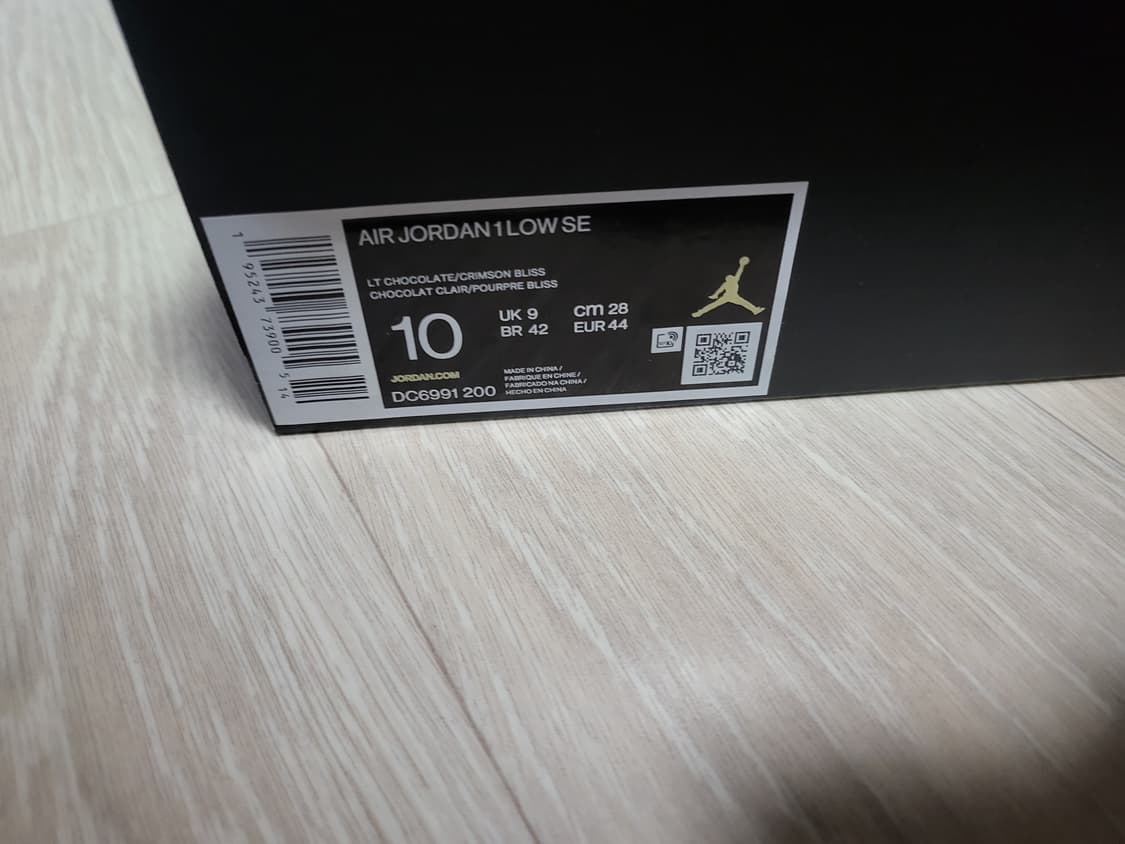 AIR JORDAN 1 LOW SE
LT CHOCOLATE/CRIMSON BLISS
CHOCOLAT CLAIR/POURPRE BLISS
10
UK 9
BR 42
cm 28
EUR 44
JORDAN.COM
DC6991 200
MADE IN CHINA /
FABRIQUE EN CHINE /
FABRICADO NA CHINA /
HECHO EN CHINA
1 95243 73900 5 14